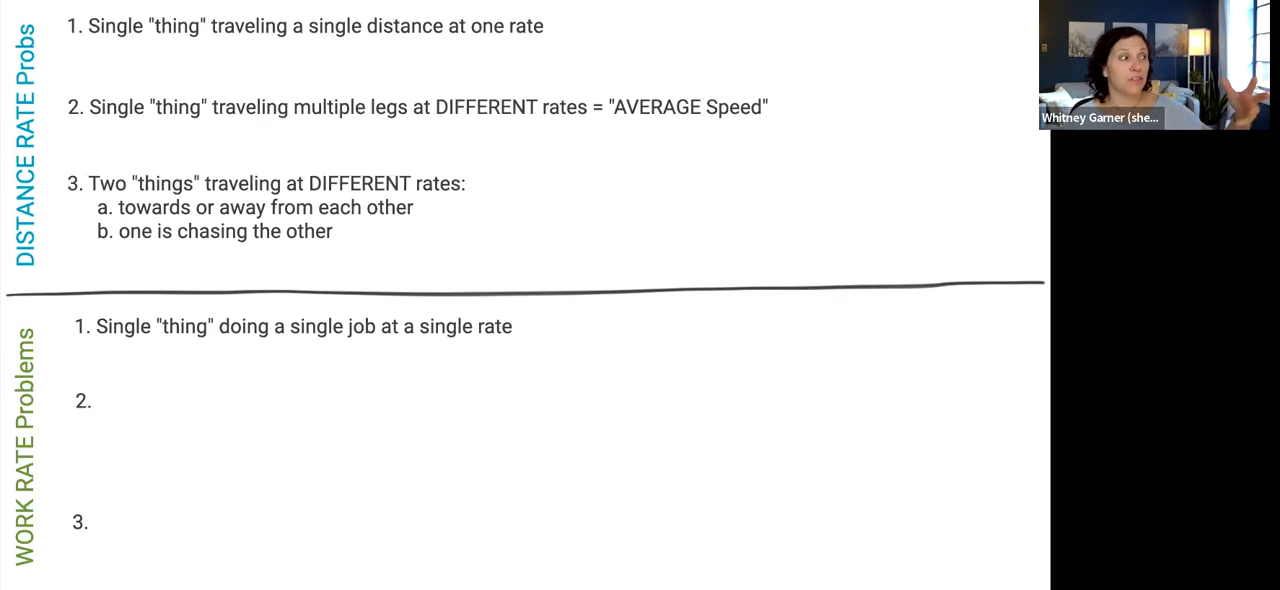 DISTANCE RATE Probs
1. Single "thing" traveling a single distance at one rate
2. Single "thing" traveling multiple legs at DIFFERENT rates = "AVERAGE Speed"
3. Two "things" traveling at DIFFERENT rates:
a. towards or away from each other
b. one is chasing the other
WORK RATE Problems
1. Single "thing" doing a single job at a single rate
2.
3.
Whitney Garner (she...